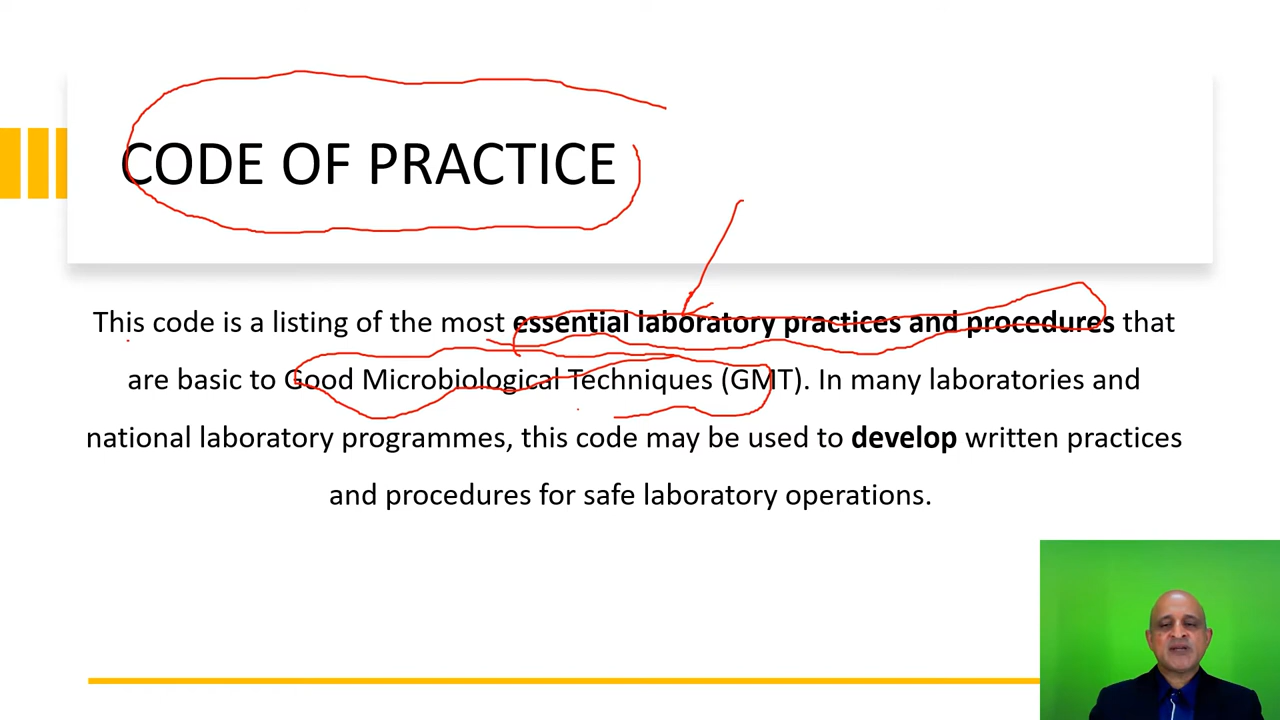 CODE OF PRACTICE
This code is a listing of the most essential laboratory practices and procedures that
are basic to Good Microbiological Techniques (GMT). In many laboratories and
national laboratory programmes, this code may be used to develop written practices
and procedures for safe laboratory operations.